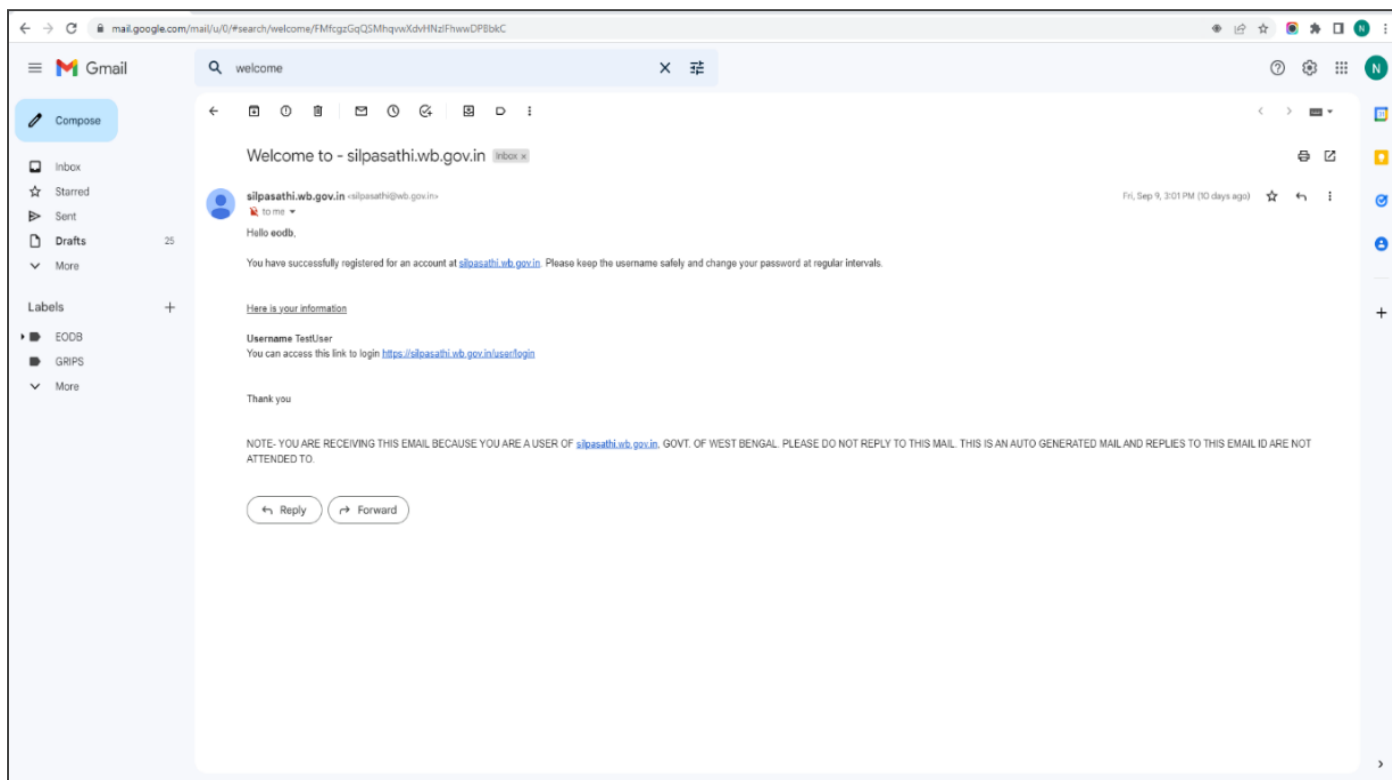 mail.google.com/mail/u/0/#search/welcome/FMfcgzGqQSMhqvwXdvHNzlFhwwDPBbkC
N
Gmail
welcome
N
Compose
Inbox
Starred
Sent
Drafts 25
More
Labels
EODB
GRIPS
More
Welcome to - silpasathi.wb.gov.in Inbox x
silpasathi.wb.gov.in <silpasathi@wb.gov.in> Fri, Sep 9, 3:01 PM (10 days ago)
to me
Hello eodb,
You have successfully registered for an account at silpasathi.wb.gov.in. Please keep the username safely and change your password at regular intervals.
Here is your information
Username TestUser
You can access this link to login https://silpasathi.wb.gov.in/user/login
Thank you
NOTE- YOU ARE RECEIVING THIS EMAIL BECAUSE YOU ARE A USER OF silpasathi.wb.gov.in, GOVT. OF WEST BENGAL. PLEASE DO NOT REPLY TO THIS MAIL. THIS IS AN AUTO GENERATED MAIL AND REPLIES TO THIS EMAIL ID ARE NOT
ATTENDED TO.
Reply Forward